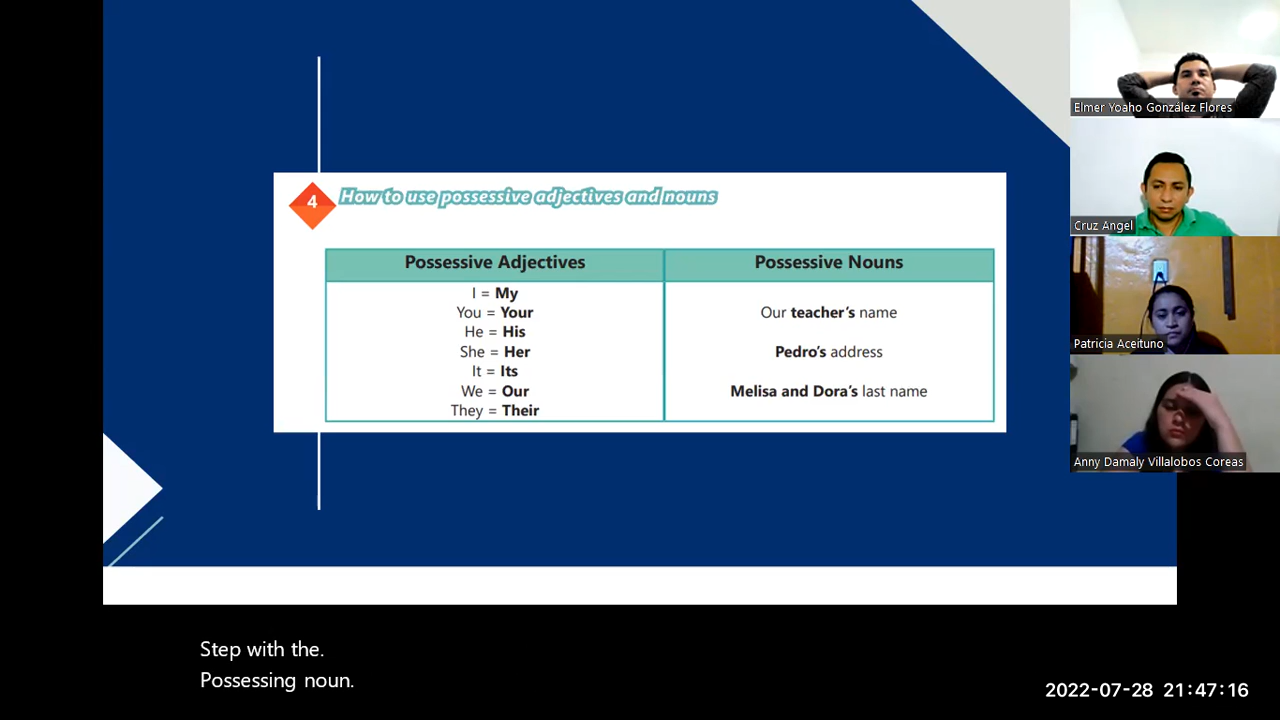 4
How to use possessive adjectives and nouns
Possessive Adjectives
I = My
You = Your
He = His
She = Her
It = Its
We = Our
They = Their
Possessive Nouns
Our teacher's name
Pedro's address
Melisa and Dora's last name
Elmer Yoaho González Flores
Cruz Angel
Patricia Aceituno
Anny Damaly Villalobos Coreas
Step with the.
Possessing noun.
2022-07-28 21:47:16